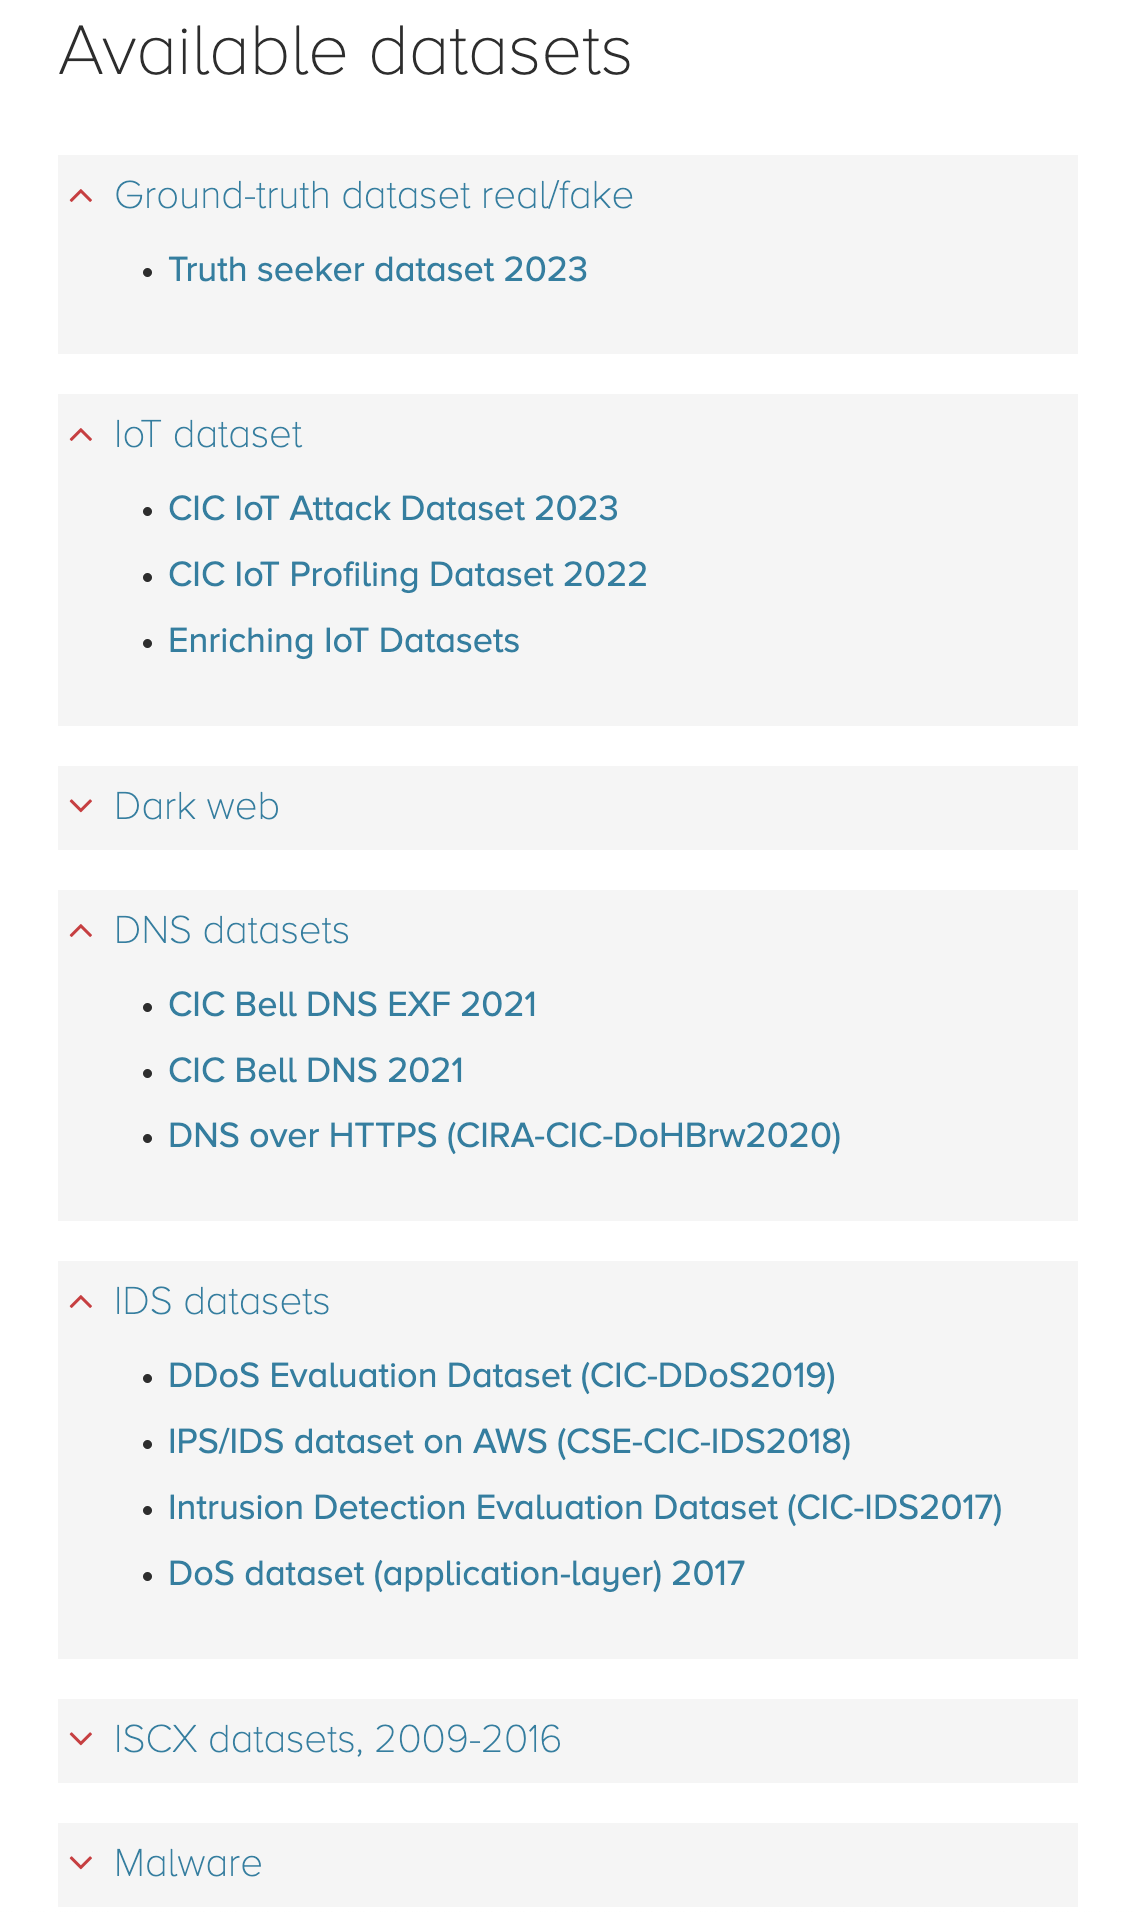 Available datasets
Ground-truth dataset real/fake
Truth seeker dataset 2023
IoT dataset
CIC IoT Attack Dataset 2023
CIC IoT Profiling Dataset 2022
Enriching IoT Datasets
Dark web
DNS datasets
CIC Bell DNS EXF 2021
CIC Bell DNS 2021
DNS over HTTPS (CIRA-CIC-DoHBrw2020)
IDS datasets
DDoS Evaluation Dataset (CIC-DDoS2019)
IPS/IDS dataset on AWS (CSE-CIC-IDS2018)
Intrusion Detection Evaluation Dataset (CIC-IDS2017)
DoS dataset (application-layer) 2017
ISCX datasets, 2009-2016
Malware